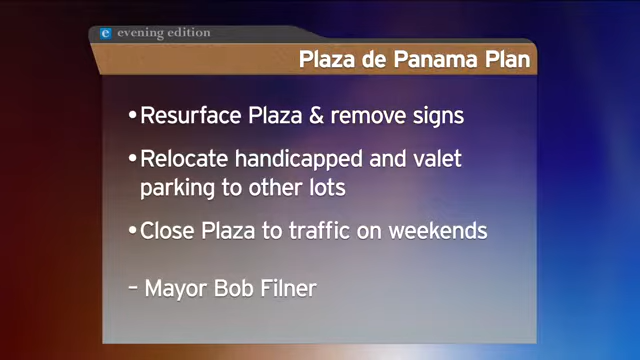 e evening edition
Plaza de Panama Plan
• Resurface Plaza & remove signs
• Relocate handicapped and valet
parking to other lots
• Close Plaza to traffic on weekends
– Mayor Bob Filner